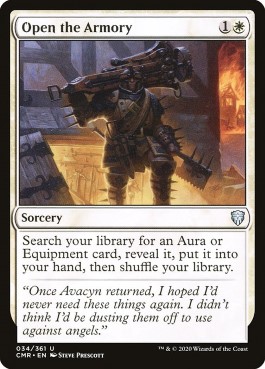 Open the Armory 1
Sorcery
Search your library for an Aura or
Equipment card, reveal it, put it into
your hand, then shuffle your library.
“Once Avacyn returned, I hoped I’d
never need these things again. I didn’t
think I’d be dusting them off to use
against angels.”
034/361 U
CMR • EN Steve Prescott ™ & © 2020 Wizards of the Coast